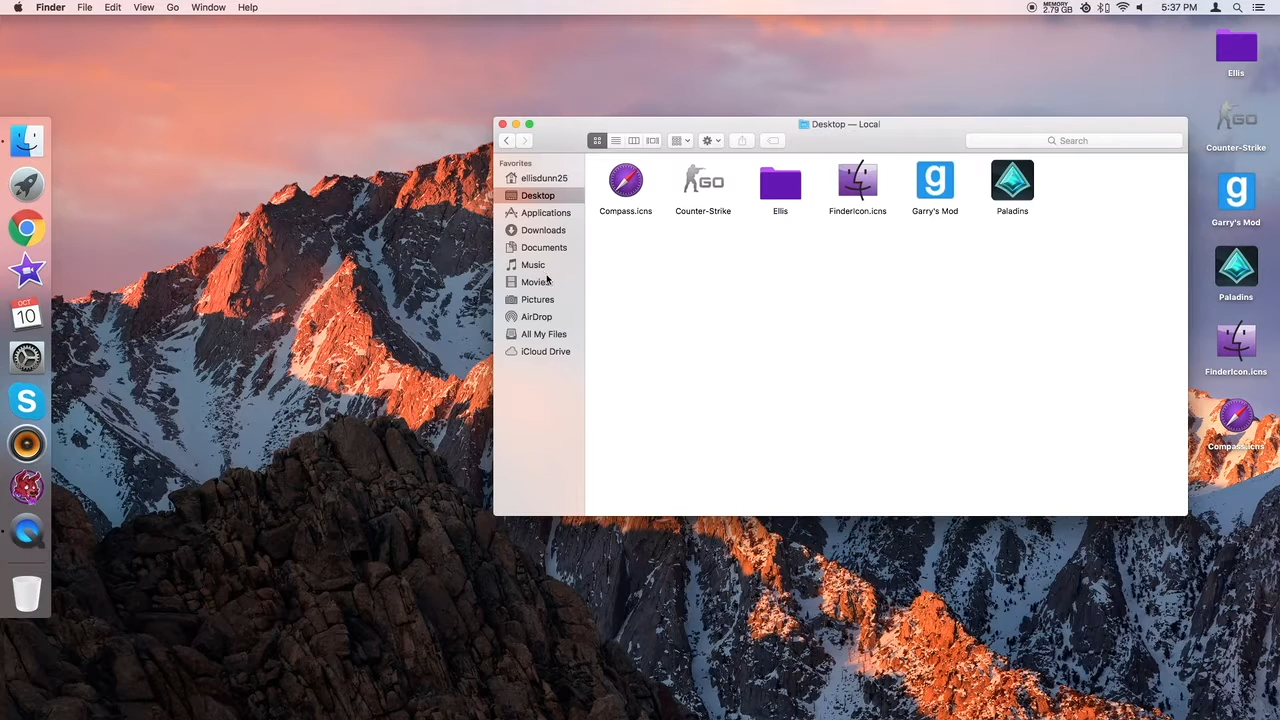 Finder File Edit View Go Window Help
MEMORY
2.79 GB
5:37 PM
Desktop — Local
Search
Favorites
ellisdunn25
Desktop
Applications
Downloads
Documents
Music
Movies
Pictures
AirDrop
All My Files
iCloud Drive
GO
g
Compass.icns Counter-Strike Ellis FinderIcon.icns Garry's Mod Paladins
Ellis
GO
Counter-Strike
g
Garry's Mod
Paladins
FinderIcon.icns
Compass.icns
OCT
10
S